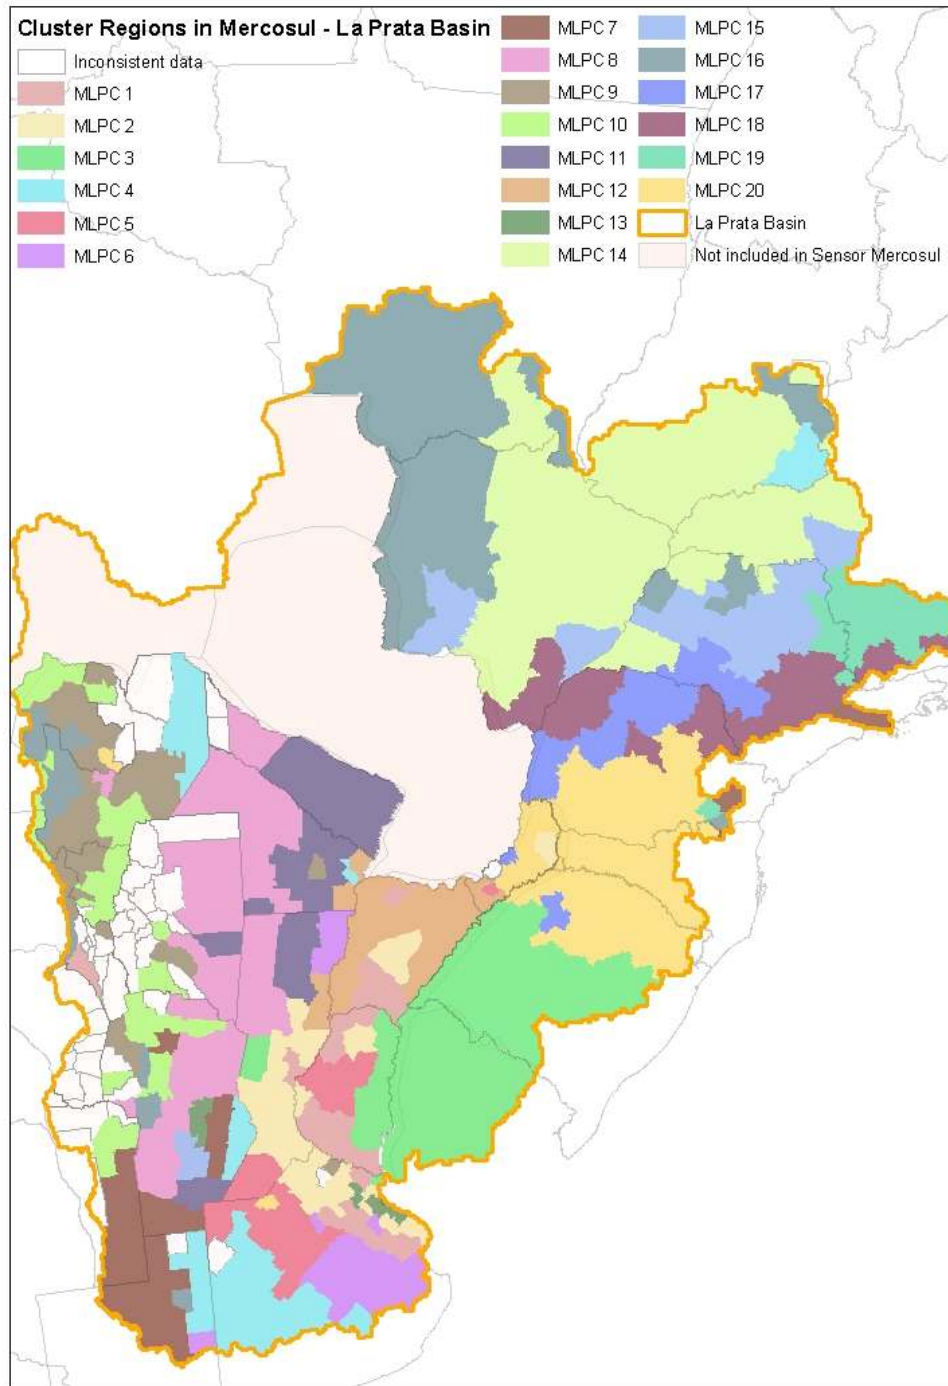 Cluster Regions in Mercosul - La Prata Basin
Inconsistent data
MLPC 1
MLPC 2
MLPC 3
MLPC 4
MLPC 5
MLPC 6
MLPC 7
MLPC 8
MLPC 9
MLPC 10
MLPC 11
MLPC 12
MLPC 13
MLPC 14
MLPC 15
MLPC 16
MLPC 17
MLPC 18
MLPC 19
MLPC 20
La Prata Basin
Not included in Sensor Mercosul